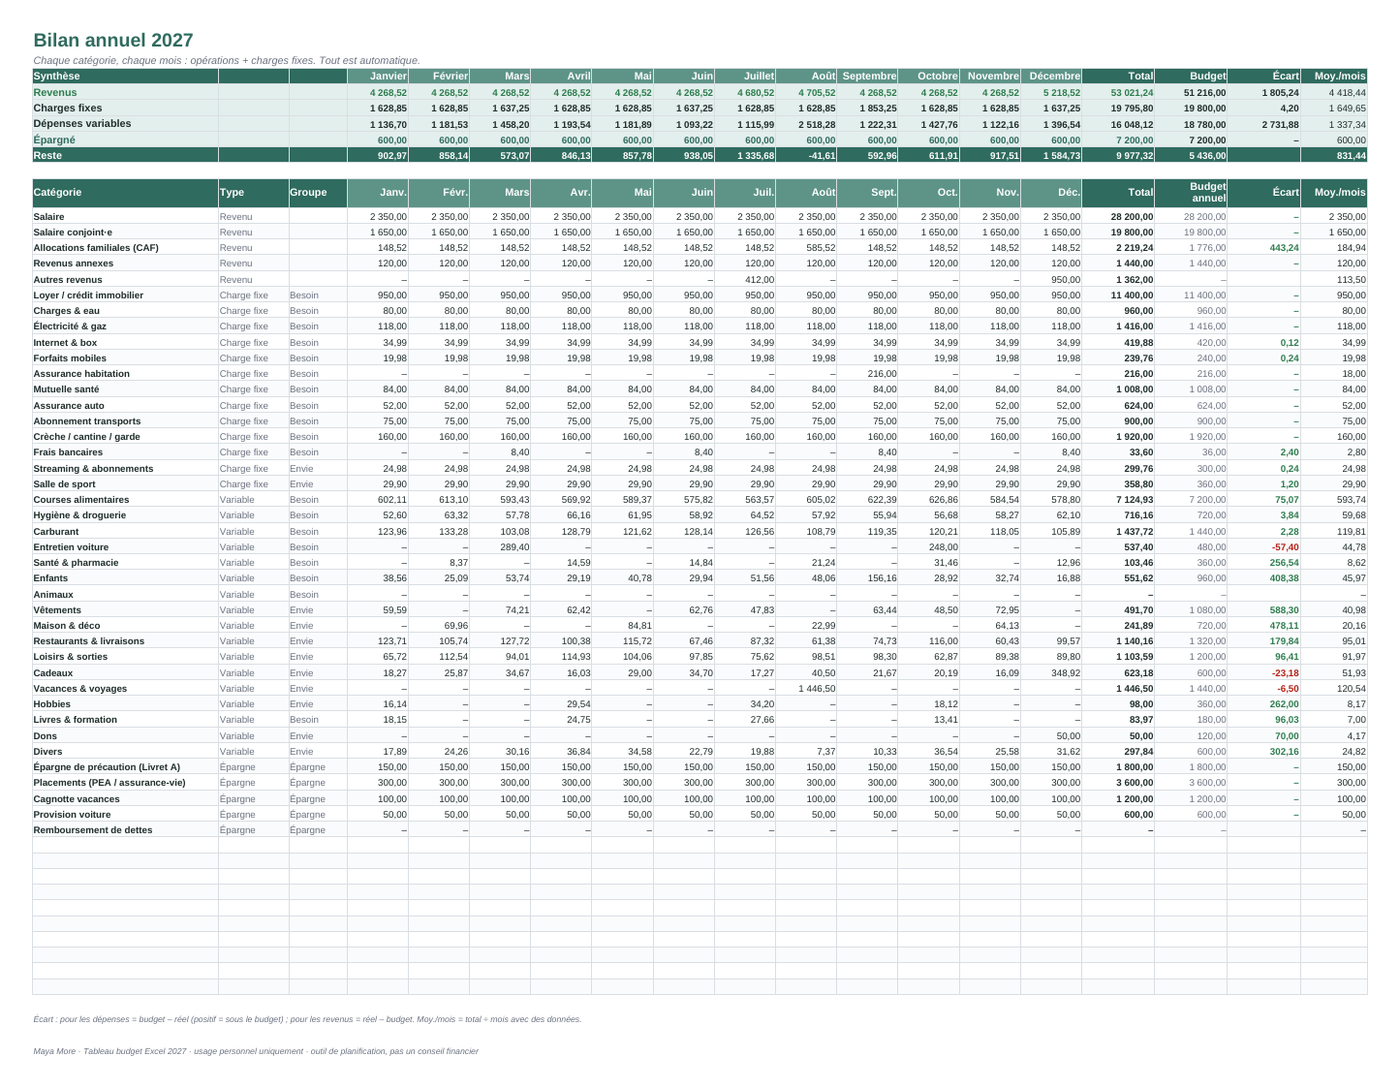 Bilan annuel 2027
Chaque catégorie, chaque mois : opérations + charges fixes. Tout est automatique.
Synthèse Janvier Février Mars Avril Mai Juin Juillet Août Septembre Octobre Novembre Décembre Total Budget Écart Moy./mois
Revenus 4 268,52 4 268,52 4 268,52 4 268,52 4 268,52 4 268,52 4 680,52 4 705,52 4 268,52 4 268,52 4 268,52 5 218,52 53 021,24 51 216,00 1 805,24 4 418,44
Charges fixes 1 628,85 1 628,85 1 637,25 1 628,85 1 628,85 1 637,25 1 628,85 1 628,85 1 853,25 1 628,85 1 628,85 1 637,25 19 795,80 19 800,00 4,20 1 649,65
Dépenses variables 1 136,70 1 181,53 1 458,20 1 193,54 1 181,89 1 093,22 1 115,99 2 518,28 1 222,31 1 427,76 1 122,16 1 396,54 16 048,12 18 780,00 2 731,88 1 337,34
Épargné 600,00 600,00 600,00 600,00 600,00 600,00 600,00 600,00 600,00 600,00 600,00 600,00 7 200,00 7 200,00 – 600,00
Reste 902,97 858,14 573,07 846,13 857,78 938,05 1 335,68 -41,61 592,96 611,91 917,51 1 584,73 9 977,32 5 436,00 831,44
Catégorie Type Groupe Janv. Févr. Mars Avr. Mai Juin Juil. Août Sept. Oct. Nov. Déc. Total Budget annuel Écart Moy./mois
Salaire Revenu 2 350,00 2 350,00 2 350,00 2 350,00 2 350,00 2 350,00 2 350,00 2 350,00 2 350,00 2 350,00 2 350,00 2 350,00 28 200,00 28 200,00 – 2 350,00
Salaire conjoint·e Revenu 1 650,00 1 650,00 1 650,00 1 650,00 1 650,00 1 650,00 1 650,00 1 650,00 1 650,00 1 650,00 1 650,00 1 650,00 19 800,00 19 800,00 – 1 650,00
Allocations familiales (CAF) Revenu 148,52 148,52 148,52 148,52 148,52 148,52 148,52 585,52 148,52 148,52 148,52 148,52 2 219,24 1 776,00 443,24 184,94
Revenus annexes Revenu 120,00 120,00 120,00 120,00 120,00 120,00 120,00 120,00 120,00 120,00 120,00 120,00 1 440,00 1 440,00 – 120,00
Autres revenus Revenu – – – – – – 412,00 – – – – 950,00 1 362,00 – 113,50
Loyer / crédit immobilier Charge fixe Besoin 950,00 950,00 950,00 950,00 950,00 950,00 950,00 950,00 950,00 950,00 950,00 950,00 11 400,00 11 400,00 – 950,00
Charges & eau Charge fixe Besoin 80,00 80,00 80,00 80,00 80,00 80,00 80,00 80,00 80,00 80,00 80,00 80,00 960,00 960,00 – 80,00
Électricité & gaz Charge fixe Besoin 118,00 118,00 118,00 118,00 118,00 118,00 118,00 118,00 118,00 118,00 118,00 118,00 1 416,00 1 416,00 – 118,00
Internet & box Charge fixe Besoin 34,99 34,99 34,99 34,99 34,99 34,99 34,99 34,99 34,99 34,99 34,99 34,99 419,88 420,00 0,12 34,99
Forfaits mobiles Charge fixe Besoin 19,98 19,98 19,98 19,98 19,98 19,98 19,98 19,98 19,98 19,98 19,98 19,98 239,76 240,00 0,24 19,98
Assurance habitation Charge fixe Besoin – – – – – – – – 216,00 – – – 216,00 216,00 – 18,00
Mutuelle santé Charge fixe Besoin 84,00 84,00 84,00 84,00 84,00 84,00 84,00 84,00 84,00 84,00 84,00 84,00 1 008,00 1 008,00 – 84,00
Assurance auto Charge fixe Besoin 52,00 52,00 52,00 52,00 52,00 52,00 52,00 52,00 52,00 52,00 52,00 52,00 624,00 624,00 – 52,00
Abonnement transports Charge fixe Besoin 75,00 75,00 75,00 75,00 75,00 75,00 75,00 75,00 75,00 75,00 75,00 75,00 900,00 900,00 – 75,00
Crèche / cantine / garde Charge fixe Besoin 160,00 160,00 160,00 160,00 160,00 160,00 160,00 160,00 160,00 160,00 160,00 160,00 1 920,00 1 920,00 – 160,00
Frais bancaires Charge fixe Besoin – – 8,40 – – 8,40 – – 8,40 – – 8,40 33,60 36,00 2,40 2,80
Streaming & abonnements Charge fixe Envie 24,98 24,98 24,98 24,98 24,98 24,98 24,98 24,98 24,98 24,98 24,98 24,98 299,76 300,00 0,24 24,98
Salle de sport Charge fixe Envie 29,90 29,90 29,90 29,90 29,90 29,90 29,90 29,90 29,90 29,90 29,90 29,90 358,80 360,00 1,20 29,90
Courses alimentaires Variable Besoin 602,11 613,10 593,43 569,92 589,37 575,82 563,57 605,02 622,39 626,86 584,54 578,80 7 124,93 7 200,00 75,07 593,74
Hygiène & droguerie Variable Besoin 52,60 63,32 57,78 66,16 61,95 58,92 64,52 57,92 55,94 56,68 58,27 62,10 716,16 720,00 3,84 59,68
Carburant Variable Besoin 123,96 133,28 103,08 128,79 121,62 128,14 126,56 108,79 119,35 120,21 118,05 105,89 1 437,72 1 440,00 2,28 119,81
Entretien voiture Variable Besoin – – 289,40 – – – – – – 248,00 – – 537,40 480,00 -57,40 44,78
Santé & pharmacie Variable Besoin – 8,37 – 14,59 – 14,84 – 21,24 – 31,46 – 12,96 103,46 360,00 256,54 8,62
Enfants Variable Besoin 38,56 25,09 53,74 29,19 40,78 29,94 51,56 48,06 156,16 28,92 32,74 16,88 551,62 960,00 408,38 45,97
Animaux Variable Besoin – – – – – – – – – – – – – – –
Vêtements Variable Envie 59,59 – 74,21 62,42 – 62,76 47,83 – 63,44 48,50 72,95 – 491,70 1 080,00 588,30 40,98
Maison & déco Variable Envie – 69,96 – – 84,81 – – 22,99 – – 64,13 – 241,89 720,00 478,11 20,16
Restaurants & livraisons Variable Envie 123,71 105,74 127,72 100,38 115,72 67,46 87,32 61,38 74,73 116,00 60,43 99,57 1 140,16 1 320,00 179,84 95,01
Loisirs & sorties Variable Envie 65,72 112,54 94,01 114,93 104,06 97,85 75,62 98,51 98,30 62,87 89,38 89,80 1 103,59 1 200,00 96,41 91,97
Cadeaux Variable Envie 18,27 25,87 34,67 16,03 29,00 34,70 17,27 40,50 21,67 20,19 16,09 348,92 623,18 600,00 -23,18 51,93
Vacances & voyages Variable Envie – – – – – – – 1 446,50 – – – – 1 446,50 1 440,00 -6,50 120,54
Hobbies Variable Envie 16,14 – – 29,54 – – 34,20 – – 18,12 – – 98,00 360,00 262,00 8,17
Livres & formation Variable Besoin 18,15 – – 24,75 – – 27,66 – – 13,41 – – 83,97 180,00 96,03 7,00
Dons Variable Envie – – – – – – – – – – – 50,00 50,00 120,00 70,00 4,17
Divers Variable Envie 17,89 24,26 30,16 36,84 34,58 22,79 19,88 7,37 10,33 36,54 25,58 31,62 297,84 600,00 302,16 24,82
Épargne de précaution (Livret A) Épargne Épargne 150,00 150,00 150,00 150,00 150,00 150,00 150,00 150,00 150,00 150,00 150,00 150,00 1 800,00 1 800,00 – 150,00
Placements (PEA / assurance-vie) Épargne Épargne 300,00 300,00 300,00 300,00 300,00 300,00 300,00 300,00 300,00 300,00 300,00 300,00 3 600,00 3 600,00 – 300,00
Cagnotte vacances Épargne Épargne 100,00 100,00 100,00 100,00 100,00 100,00 100,00 100,00 100,00 100,00 100,00 100,00 1 200,00 1 200,00 – 100,00
Provision voiture Épargne Épargne 50,00 50,00 50,00 50,00 50,00 50,00 50,00 50,00 50,00 50,00 50,00 50,00 600,00 600,00 – 50,00
Remboursement de dettes Épargne Épargne – – – – – – – – – – – – – – –
Écart : pour les dépenses = budget – réel (positif = sous le budget) ; pour les revenus = réel – budget. Moy./mois = total ÷ mois avec des données.
Maya More · Tableau budget Excel 2027 · usage personnel uniquement · outil de planification, pas un conseil financier